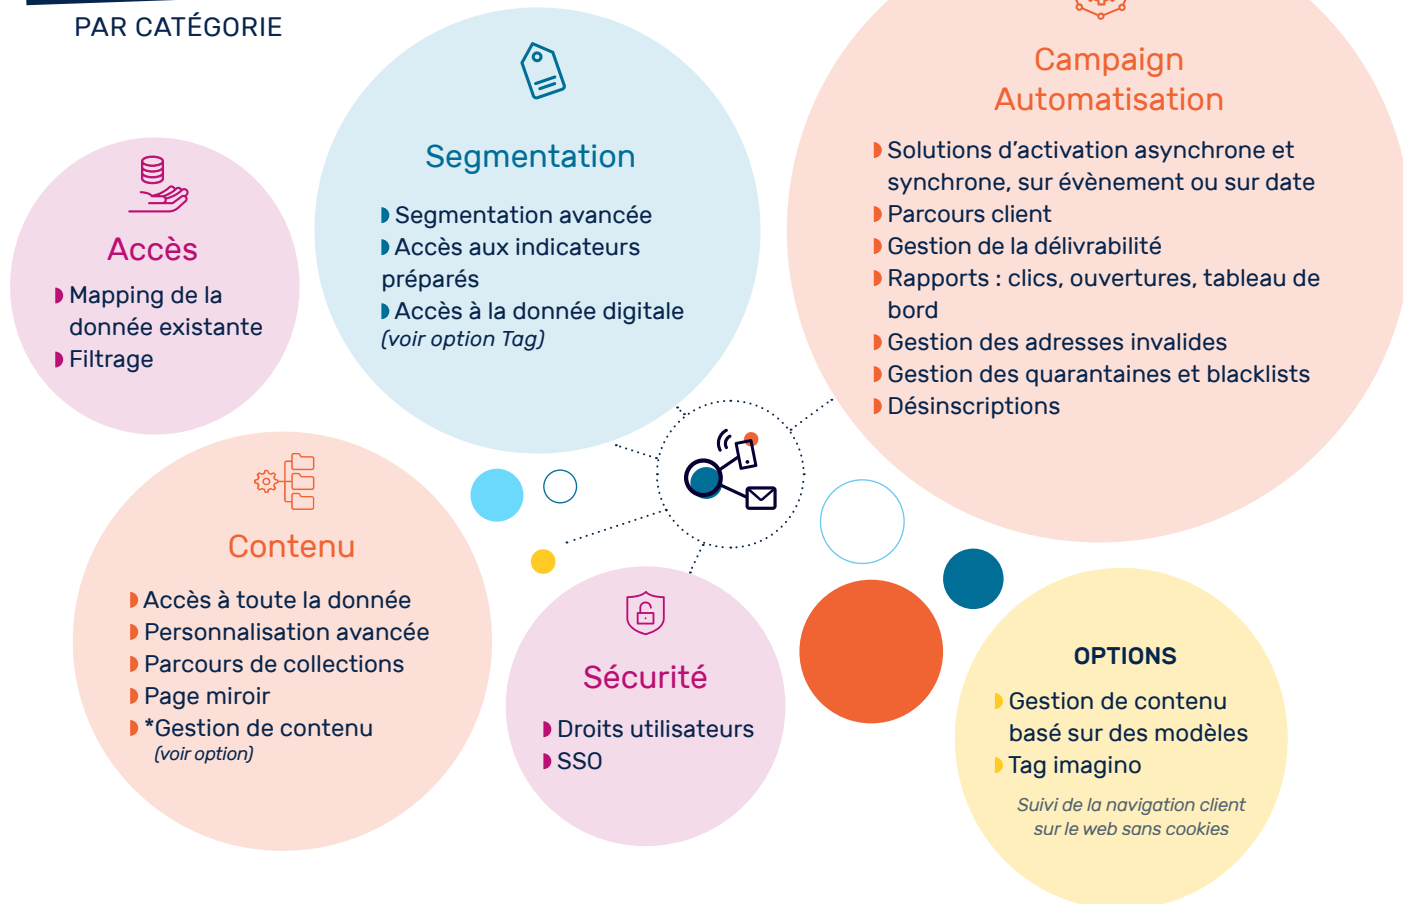 PAR CATÉGORIE
Accès
Mapping de la
donnée existante
Filtrage
Segmentation
Segmentation avancée
Accès aux indicateurs
préparés
Accès à la donnée digitale
(voir option Tag)
Campaign
Automatisation
Solutions d'activation asynchrone et
synchrone, sur évènement ou sur date
Parcours client
Gestion de la délivrabilité
Rapports : clics, ouvertures, tableau de
bord
Gestion des adresses invalides
Gestion des quarantaines et blacklists
Désinscriptions
Contenu
Accès à toute la donnée
Personnalisation avancée
Parcours de collections
Page miroir
*Gestion de contenu
(voir option)
Sécurité
Droits utilisateurs
SSO
OPTIONS
Gestion de contenu
basé sur des modèles
Tag imagino
Suivi de la navigation client
sur le web sans cookies